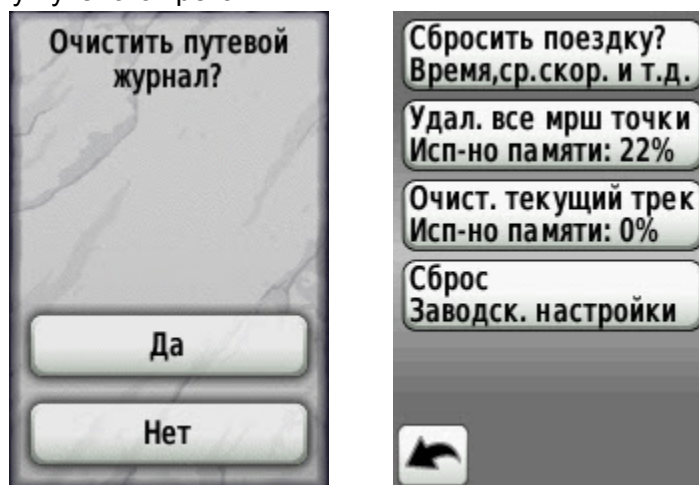 Очистить путевой
журнал?
Да
Нет
Сбросить поездку?
Время,ср.скор. и т.д.
Удал. все мрш точки
Исп-но памяти: 22%
Очист. текущий трек
Исп-но памяти: 0%
Сброс
Заводск. настройки